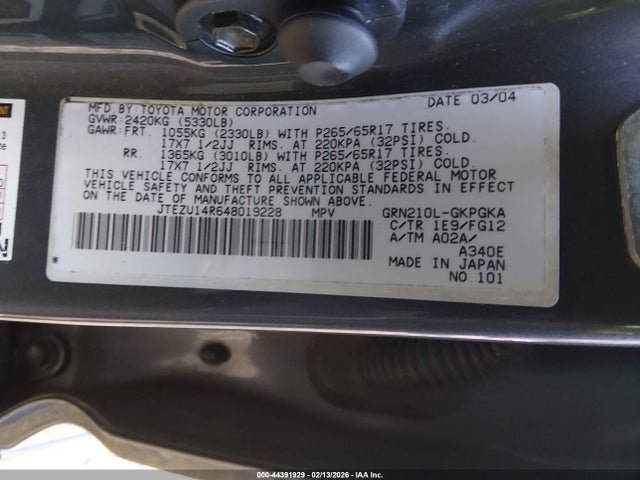 MFD.BY:TOYOTA MOTOR CORPORATION DATE 03/04
GVWR:2420KG (5330LB)
GAWR:FRT. 1055KG (2330LB) WITH P265/65R17 TIRES.
17X7 1/2JJ RIMS. AT 220KPA (32PSI) COLD.
RR. 1365KG (3010LB) WITH P265/65R17 TIRES.
17X7 1/2JJ RIMS. AT 220KPA (32PSI) COLD.
THIS VEHICLE CONFORMS TO ALL APPLICABLE FEDERAL MOTOR
VEHICLE SAFETY AND THEFT PREVENTION STANDARDS IN EFFECT
ON THE DATE OF MANUFACTURE SHOWN ABOVE.
JTEZU14R648019228 MPV GRN210L-GKPGKA
C/TR 1E9/FG12
A/TM A02A/
A340E
MADE IN JAPAN
NO 101
000-44391929 - 02/13/2026 - IAA Inc.